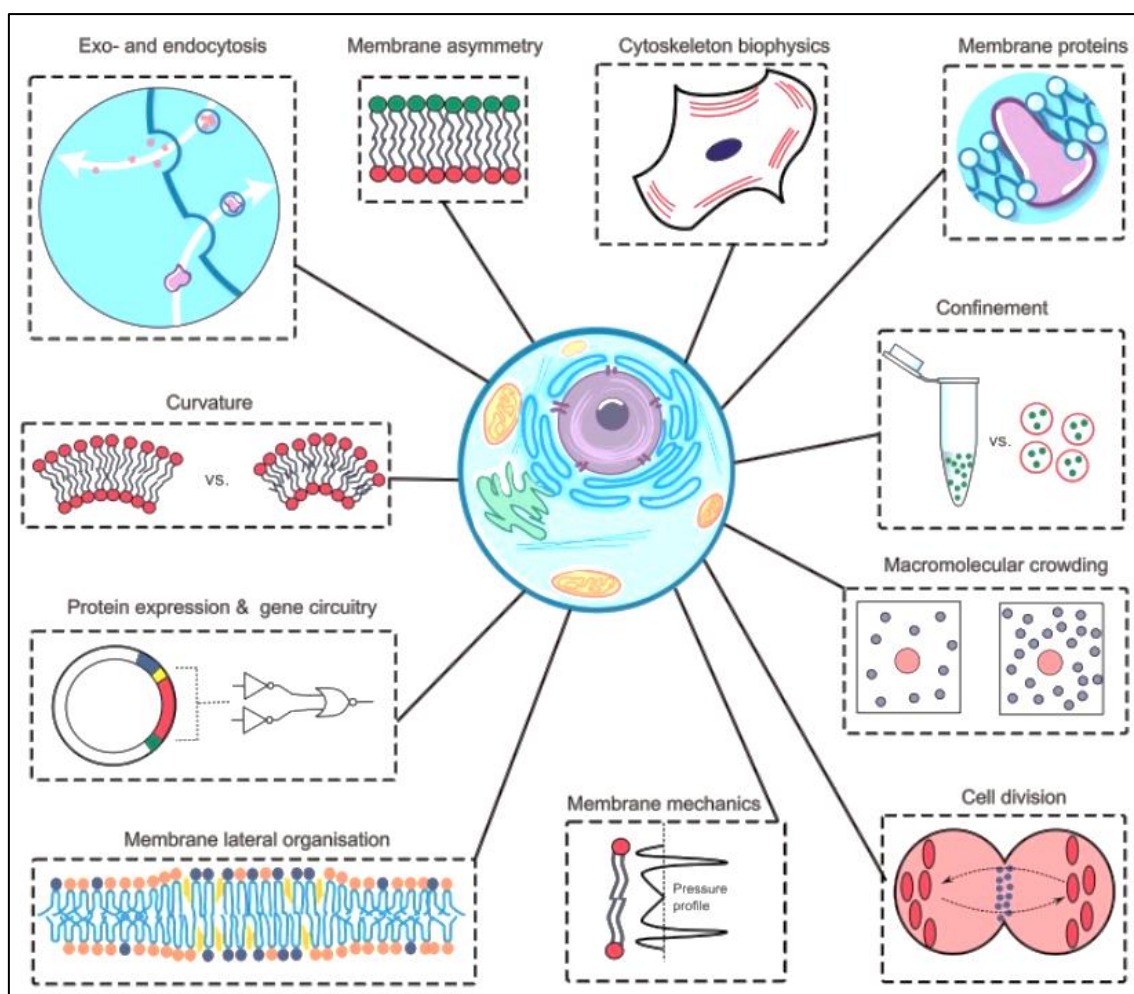 Exo- and endocytosis
Membrane asymmetry
Cytoskeleton biophysics
Membrane proteins
Confinement
vs.
Curvature
vs.
Macromolecular crowding
Protein expression & gene circuitry
Membrane mechanics
Pressure
profile
Cell division
Membrane lateral organisation